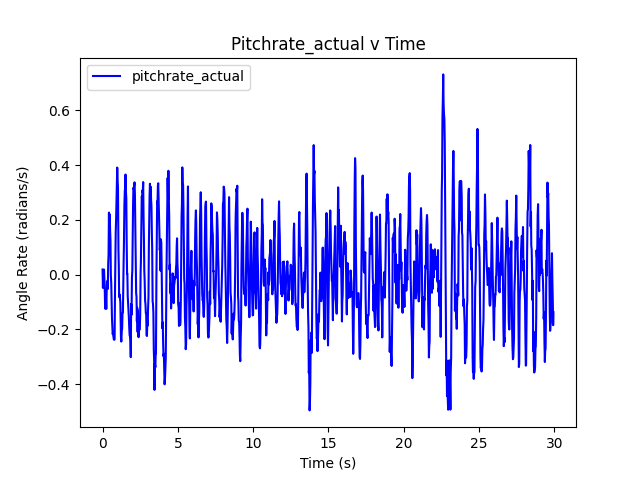 Pitchrate_actual v Time
pitchrate_actual
Angle Rate (radians/s)
0.6
0.4
0.2
0.0
−0.2
−0.4
0 5 10 15 20 25 30
Time (s)